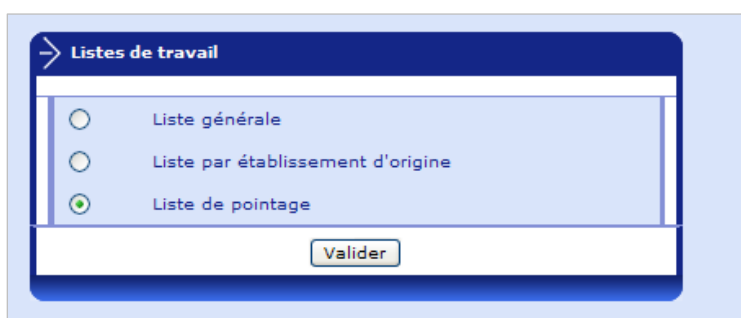 Listes de travail
Liste générale
Liste par établissement d'origine
Liste de pointage
Valider